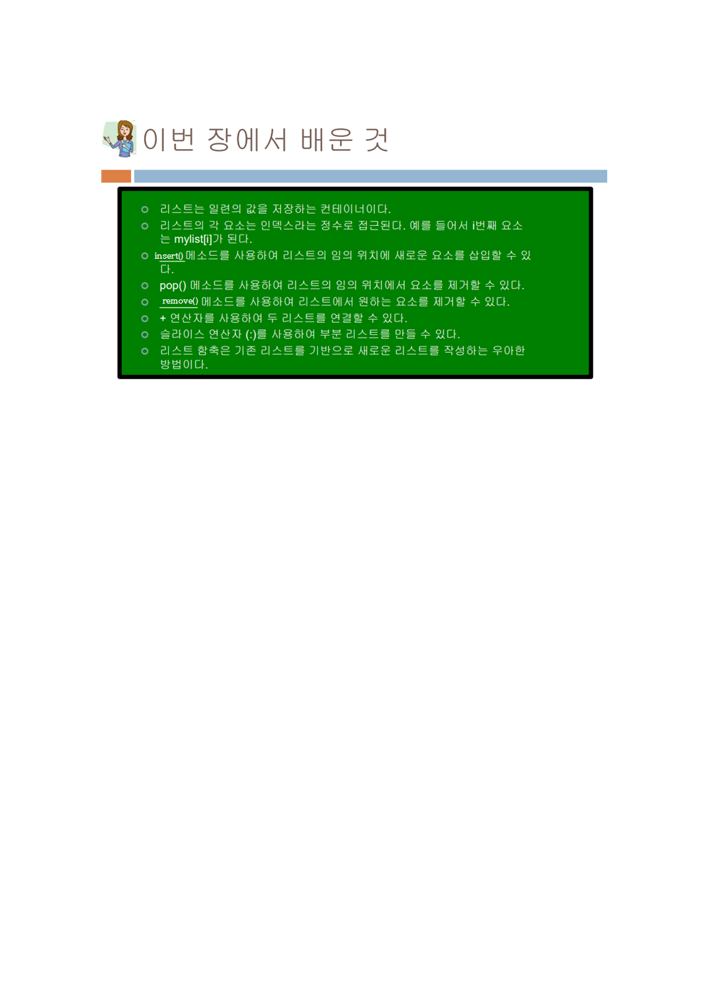 이번 장에서 배운 것
리스트는 일련의 값을 저장하는 컨테이너이다.
리스트의 각 요소는 인덱스라는 정수로 접근된다. 예를 들어서 i번째 요소
는 mylist[i]가 된다.
insert() 메소드를 사용하여 리스트의 임의 위치에 새로운 요소를 삽입할 수 있
다.
pop() 메소드를 사용하여 리스트의 임의 위치에서 요소를 제거할 수 있다.
remove() 메소드를 사용하여 리스트에서 원하는 요소를 제거할 수 있다.
+ 연산자를 사용하여 두 리스트를 연결할 수 있다.
슬라이스 연산자 (:)를 사용하여 부분 리스트를 만들 수 있다.
리스트 함축은 기존 리스트를 기반으로 새로운 리스트를 작성하는 우아한
방법이다.